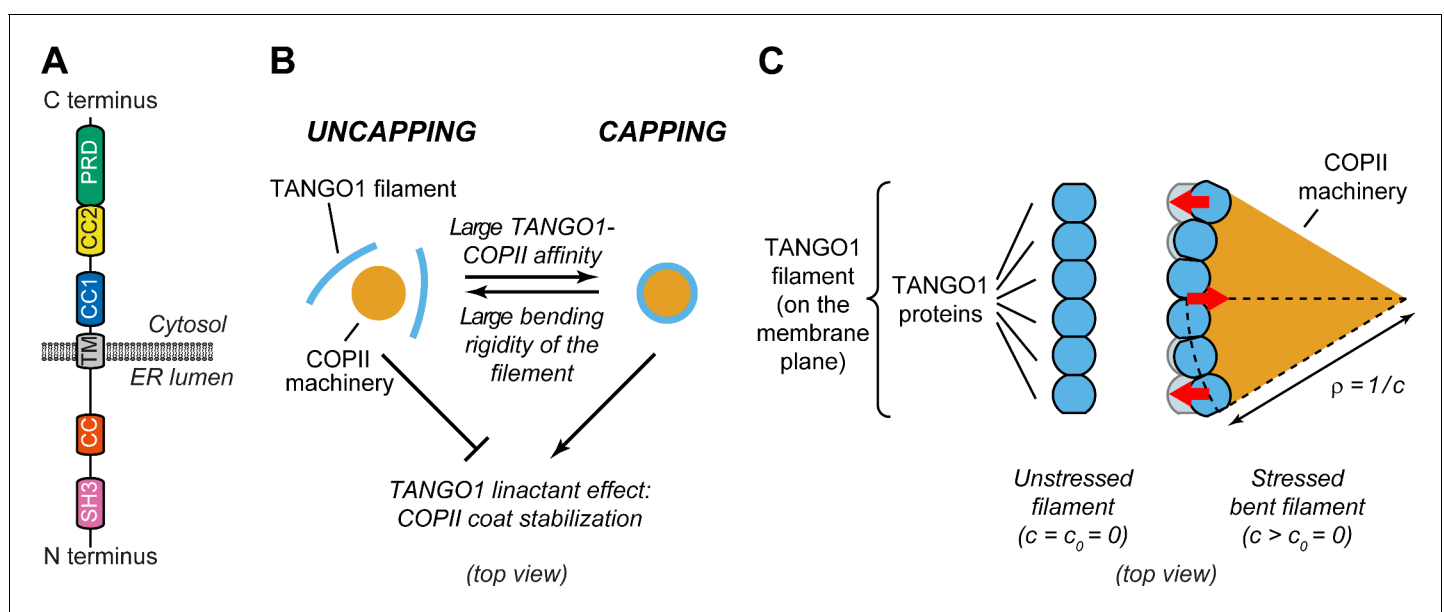 A
C terminus
PRD
CC2
CC1
Cytosol
TM
ER lumen
CC
SH3
N terminus
B
UNCAPPING
CAPPING
TANGO1 filament
Large TANGO1-
COPII affinity
Large bending
rigidity of the
filement
COPII
machinery
TANGO1 linactant effect:
COPII coat stabilization
(top view)
C
COPII
machinery
TANGO1
filament
(on the
membrane
plane)
TANGO1
proteins
ρ = 1/c
Unstressed
filament
(c = c₀ = 0)
Stressed
bent filament
(c > c₀ = 0)
(top view)